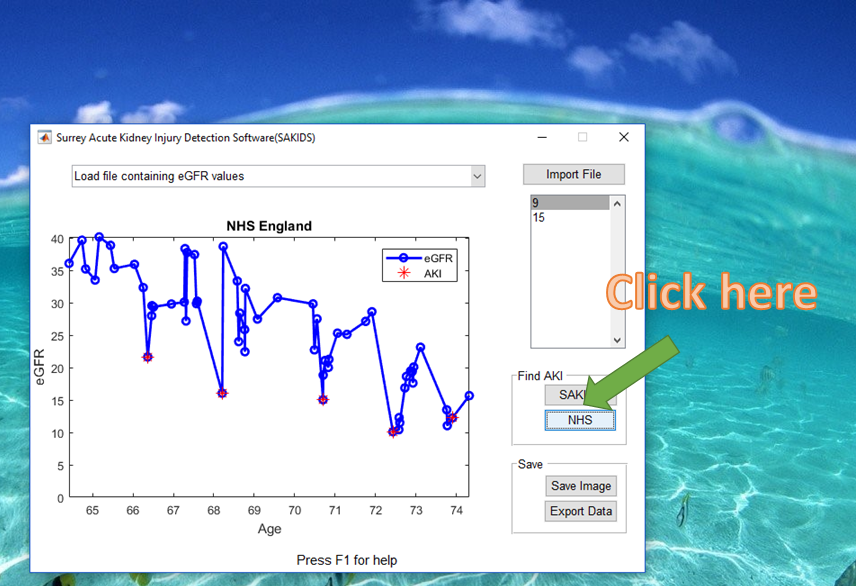 Surrey Acute Kidney Injury Detection Software(SAKIDS)
Load file containing eGFR values
Import File
9
15
NHS England
eGFR
AKI
Click here
40
35
30
25
20
15
10
5
0
eGFR
65 66 67 68 69 70 71 72 73 74
Age
Find AKI
NHS
Save
Save Image
Export Data
Press F1 for help